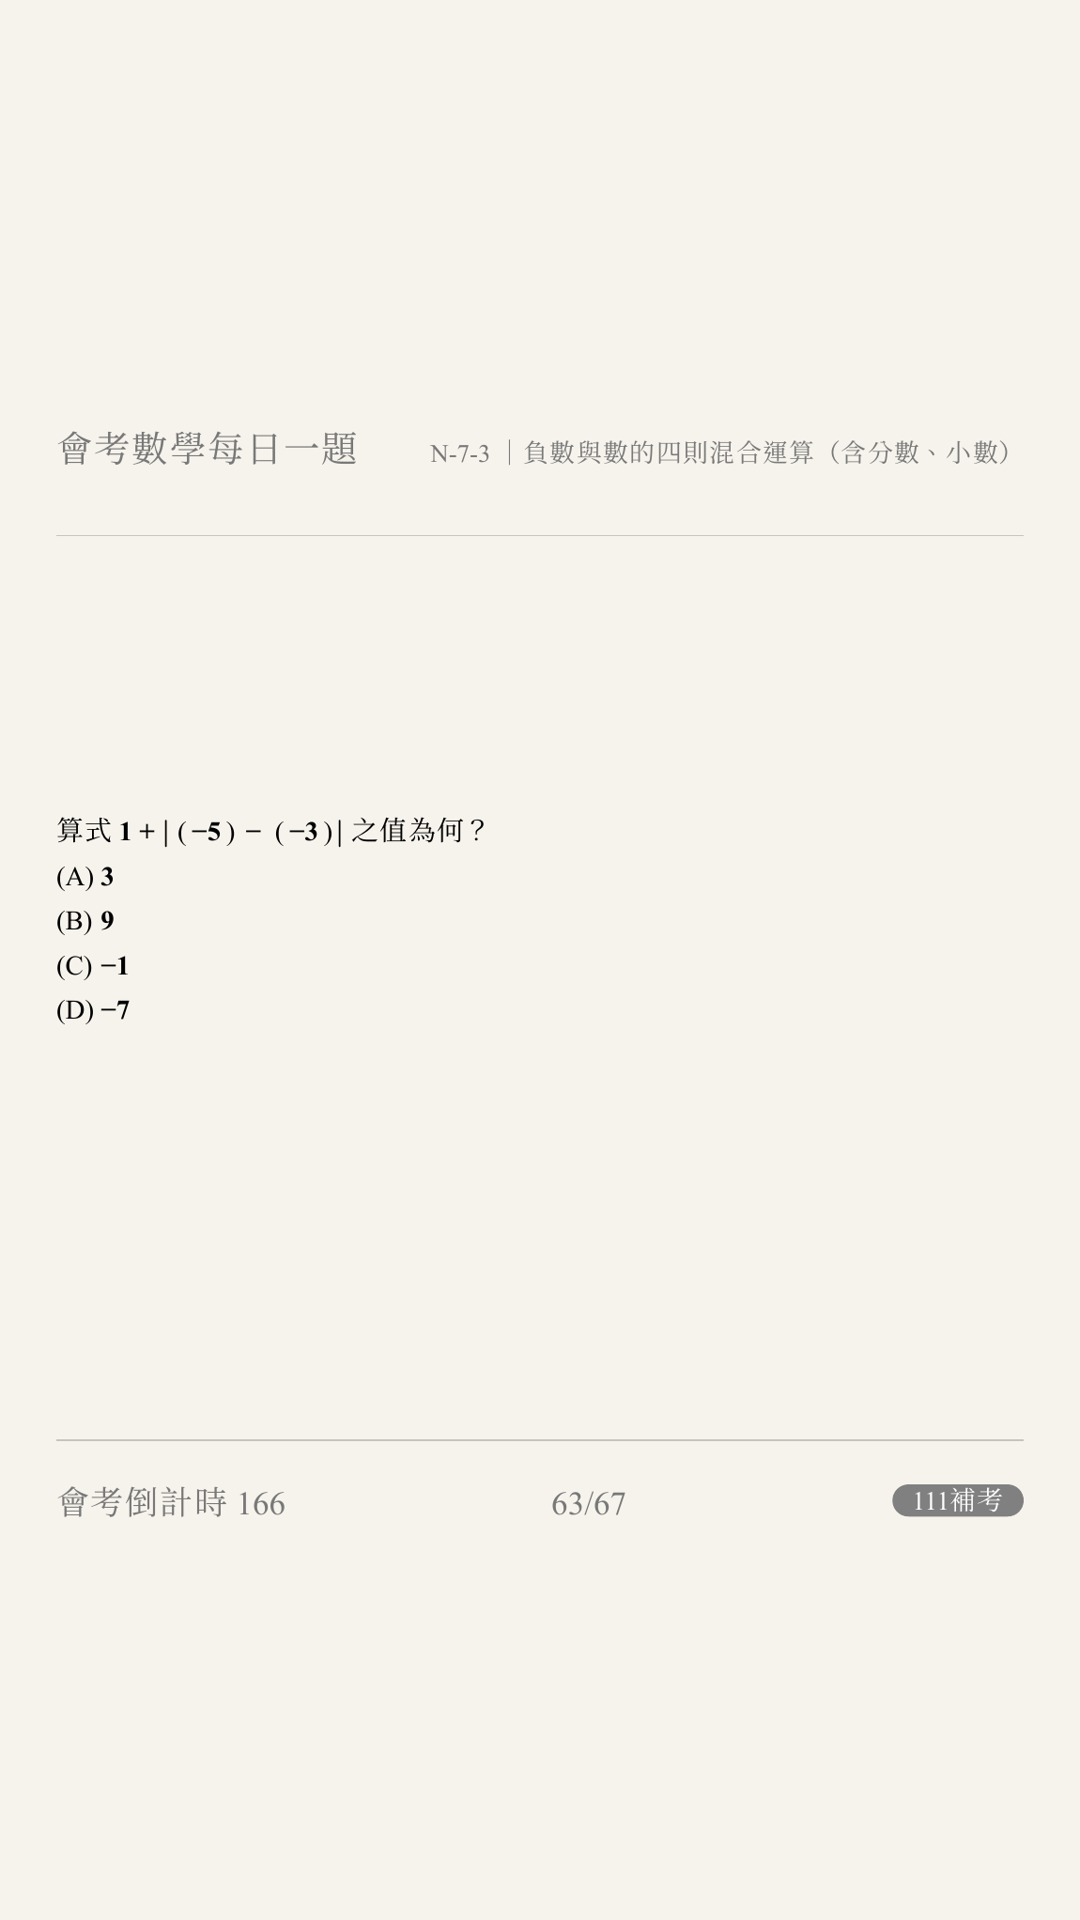 會考數學每日一題
N-7-3｜負數與數的四則混合運算（含分數、小數）
算式 1 + | (−5) − (−3)| 之值為何？
(A) 3
(B) 9
(C) −1
(D) −7
會考倒計時 166
63/67
111補考